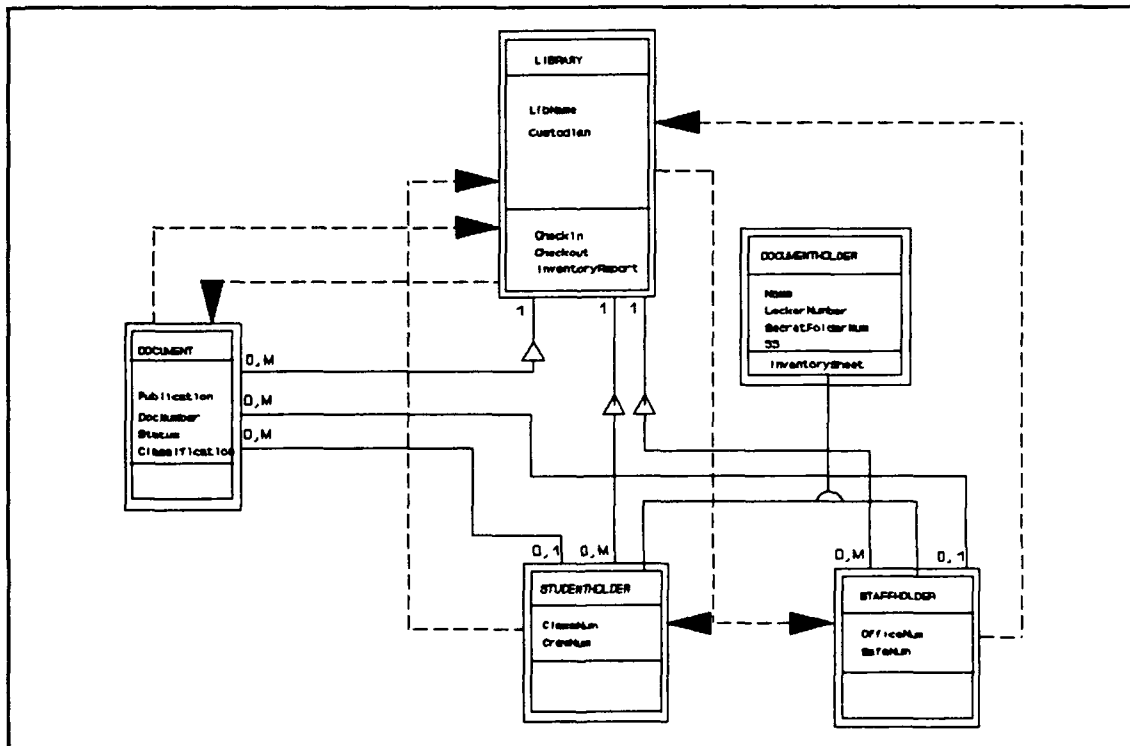 LIBRARY
LibName
Custodian
CheckIn
Checkout
InventoryReport
1
1
1
DOCUMENTHOLDER
Name
LockerNumber
SecretFolderNum
SS
InventorySheet
DOCUMENT
Publication
DocNumber
Status
Classification
0,M
0,M
0,M
0,1
0,M
0,M
0,1
STUDENTHOLDER
ClassNum
CrewNum
STAFFHOLDER
OfficeNum
SafeNum